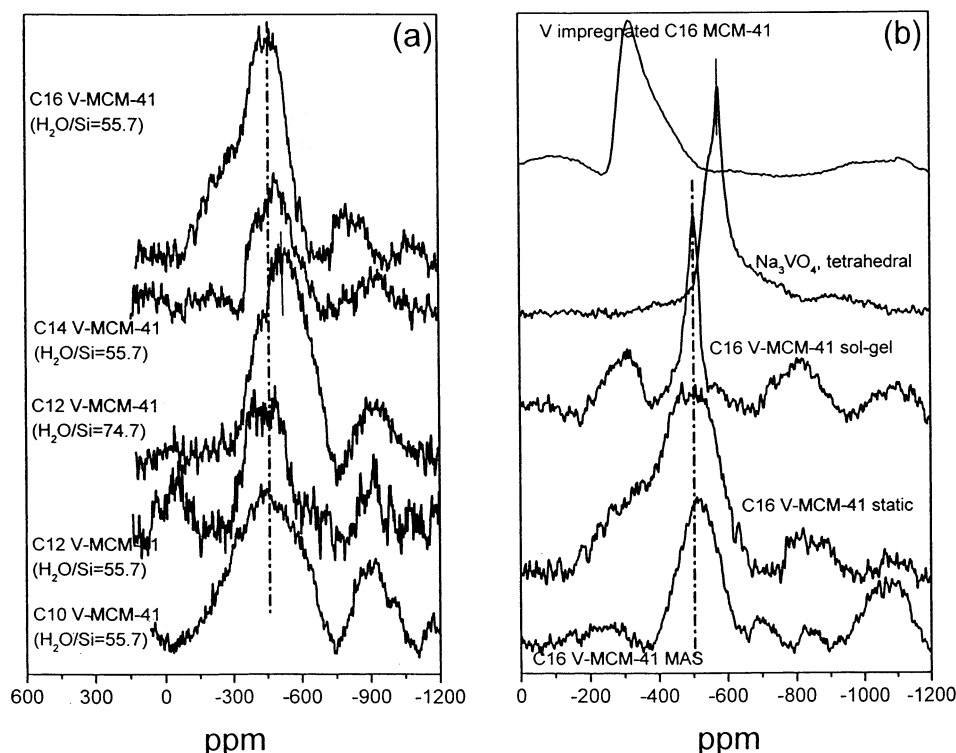 (a)
C16 V-MCM-41
(H₂O/Si=55.7)
C14 V-MCM-41
(H₂O/Si=55.7)
C12 V-MCM-41
(H₂O/Si=74.7)
C12 V-MCM-41
(H₂O/Si=55.7)
C10 V-MCM-41
(H₂O/Si=55.7)
600 300 0 -300 -600 -900 -1200
ppm
(b)
V impregnated C16 MCM-41
Na₃VO₄, tetrahedral
C16 V-MCM-41 sol-gel
C16 V-MCM-41 static
C16 V-MCM-41 MAS
0 -200 -400 -600 -800 -1000 -1200
ppm